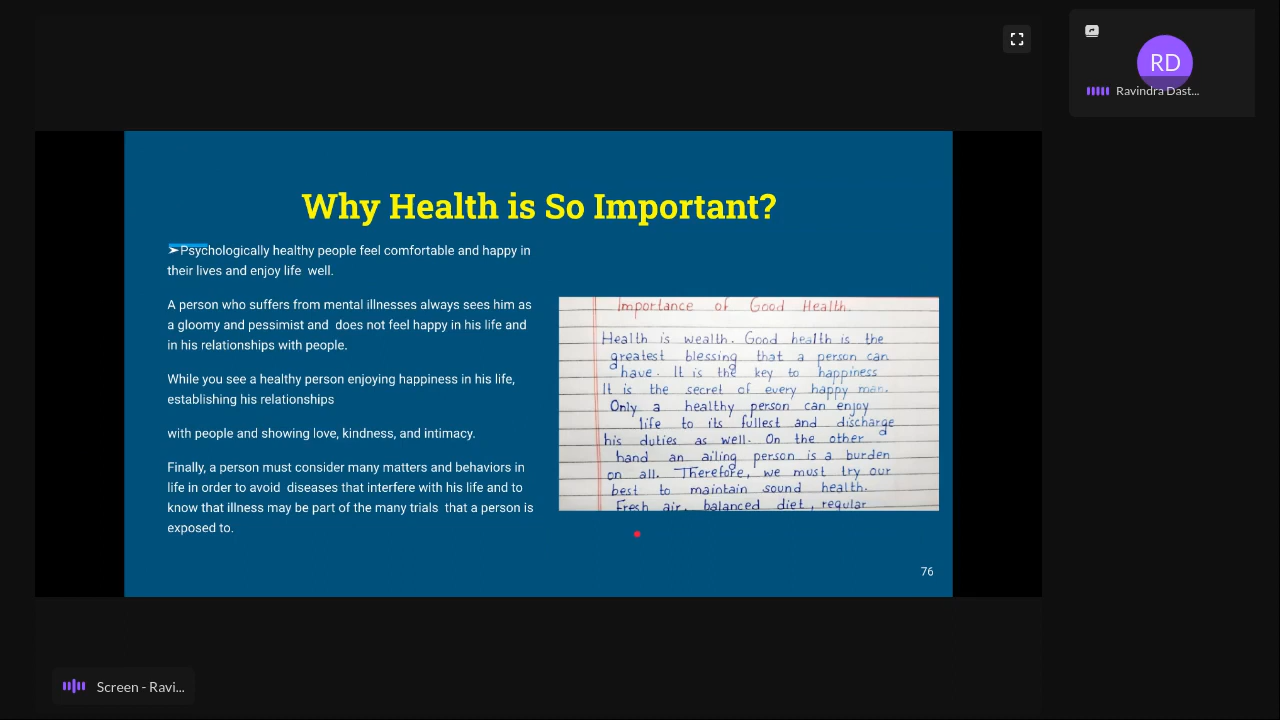 RD
Ravindra Dast...
Why Health is So Important?
➤Psychologically healthy people feel comfortable and happy in
their lives and enjoy life well.
A person who suffers from mental illnesses always sees him as
a gloomy and pessimist and does not feel happy in his life and
in his relationships with people.
While you see a healthy person enjoying happiness in his life,
establishing his relationships
with people and showing love, kindness, and intimacy.
Finally, a person must consider many matters and behaviors in
life in order to avoid diseases that interfere with his life and to
know that illness may be part of the many trials that a person is
exposed to.
Importance of Good Health.
Health is wealth. Good health is the
greatest blessing that a person can
have. It is the key to happiness
It is the secret of every happy man.
Only a healthy person can enjoy
life to its fullest and discharge
his duties as well. On the other
hand an ailing person is a burden
on all. Therefore, we must try our
best to maintain sound health.
Fresh air, balanced diet, regular
76
Screen - Ravi...